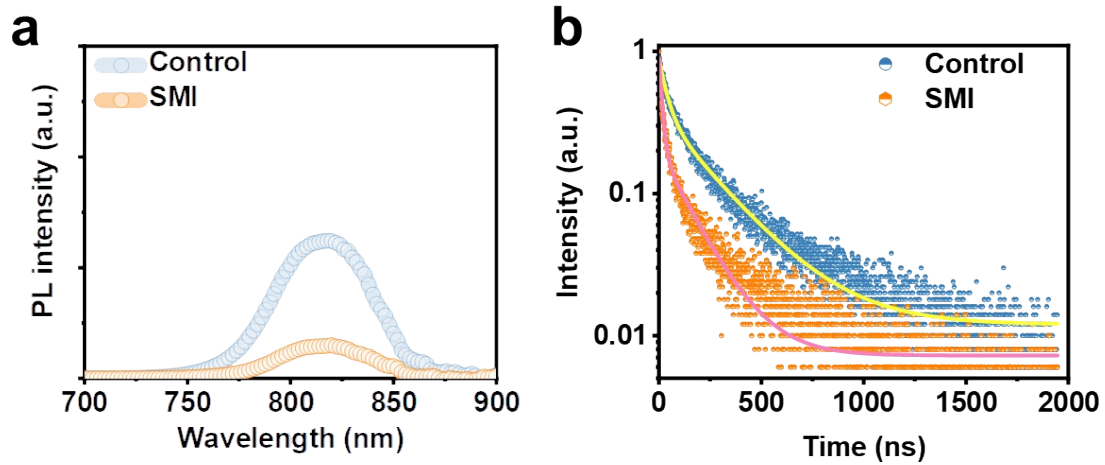 a
Control
SMI
PL intensity (a.u.)
700
750
800
850
900
Wavelength (nm)
b
Control
SMI
1
0.1
0.01
Intensity (a.u.)
0
500
1000
1500
2000
Time (ns)